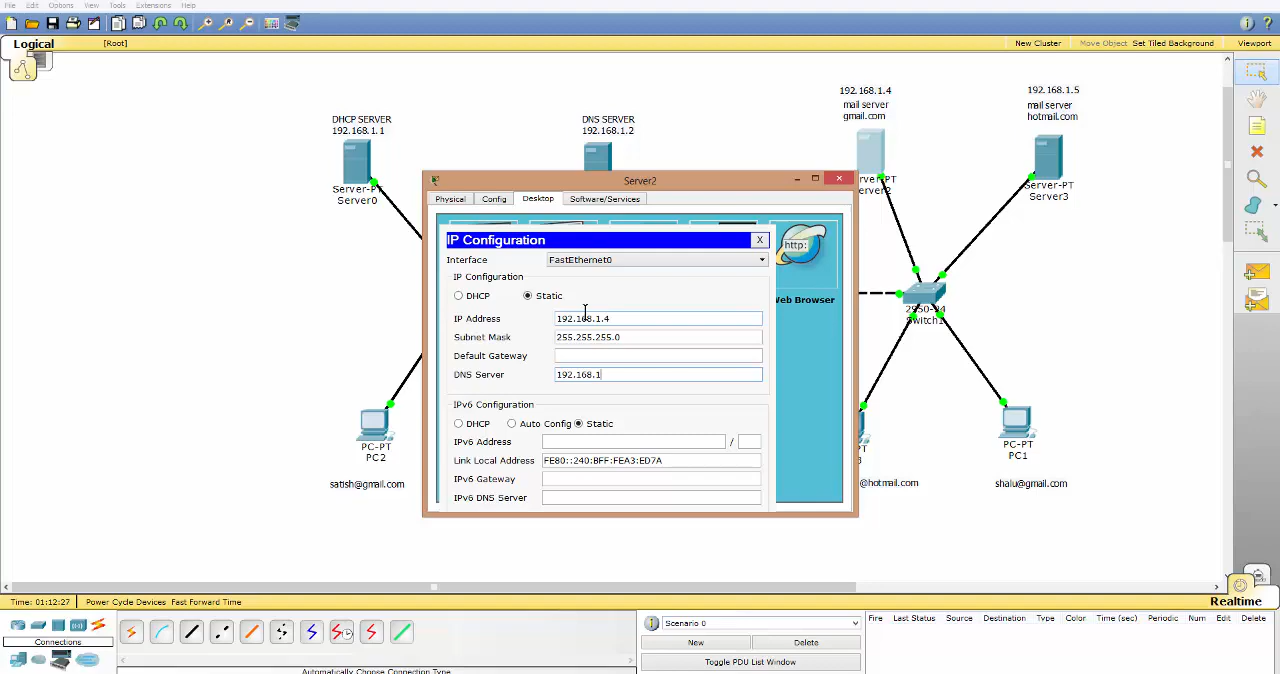 File Edit Options View Tools Extensions Help
Logical [Root] New Cluster Move Object Set Tiled Background Viewport
192.168.1.4
mail server
gmail.com
192.168.1.5
mail server
hotmail.com
DHCP SERVER
192.168.1.1
DNS SERVER
192.168.1.2
Server-PT
Server0
Server-PT
Server3
2950-24
Switch1
PC-PT
PC2
satish@gmail.com
@hotmail.com
PC-PT
PC1
shalu@gmail.com
Server2
Physical Config Desktop Software/Services
IP Configuration X
http:
Web Browser
Interface FastEthernet0
IP Configuration
DHCP Static
IP Address 192.168.1.4
Subnet Mask 255.255.255.0
Default Gateway
DNS Server 192.168.1
IPv6 Configuration
DHCP Auto Config Static
IPv6 Address /
Link Local Address FE80::240:BFF:FEA3:ED7A
IPv6 Gateway
IPv6 DNS Server
Time: 01:12:27 Power Cycle Devices Fast Forward Time Realtime
Connections
Automatically Choose Connection Type
Scenario 0
New Delete
Toggle PDU List Window
Fire Last Status Source Destination Type Color Time (sec) Periodic Num Edit Delete